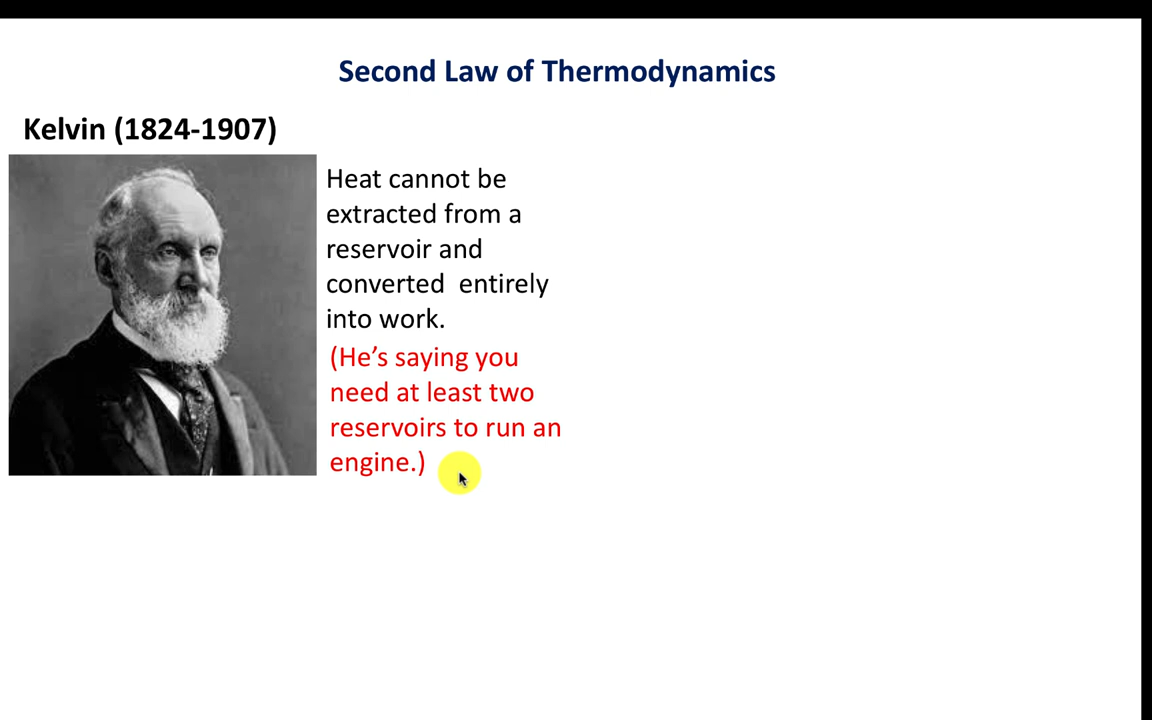 Second Law of Thermodynamics
Kelvin (1824-1907)
Heat cannot be
extracted from a
reservoir and
converted  entirely
into work.
(He’s saying you
need at least two
reservoirs to run an
engine.)